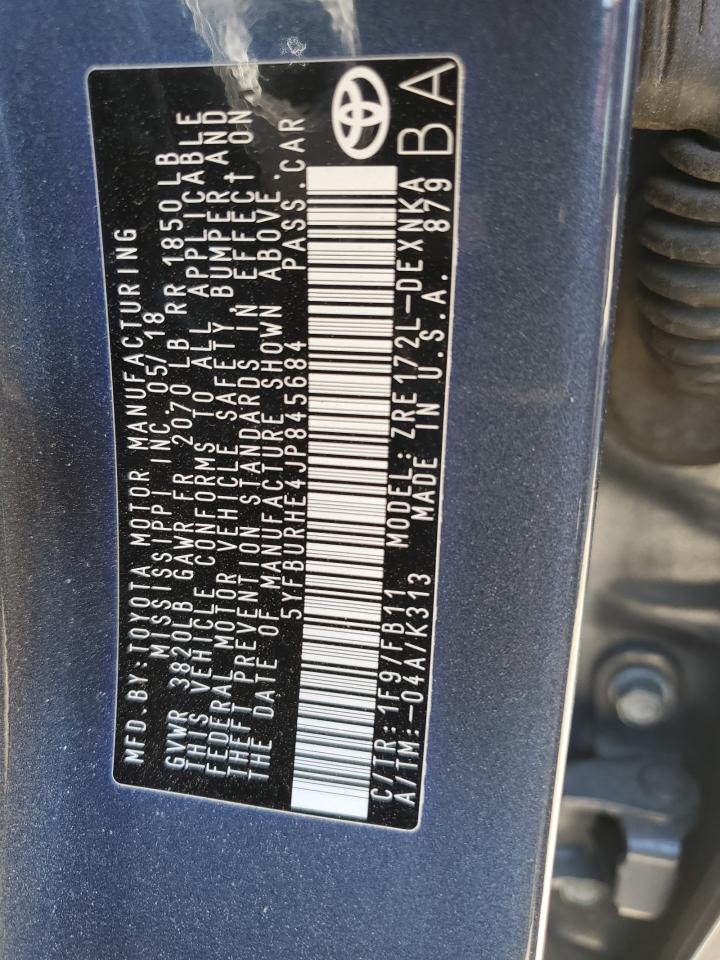 MFD.BY:TOYOTA MOTOR MANUFACTURING
MISSISSIPPI INC. 05/18
GVWR 3820LB GAWR FR 2070 LB RR 1850LB
THIS VEHICLE CONFORMS TO ALL APPLICABLE
FEDERAL MOTOR VEHICLE SAFETY, BUMPER AND
THEFT PREVENTION STANDARDS IN EFFECT ON
THE DATE OF MANUFACTURE SHOWN ABOVE.
5YFBURHE4JP845684 PASS.CAR
C/TR:1F9/FB11 MODEL:ZRE172L-DEXNKA
A/TM:-04A/K313 MADE IN U.S.A. 879
BA